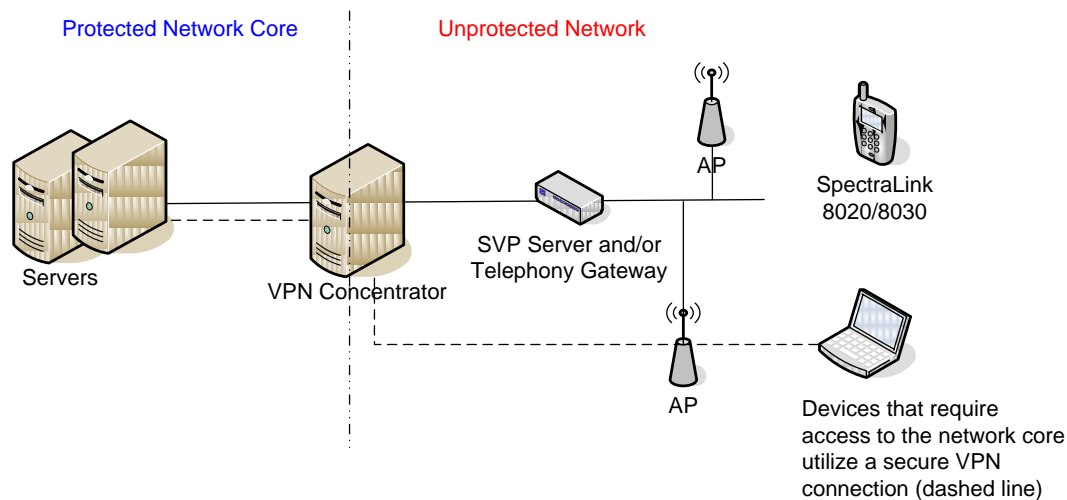 Protected Network Core
Unprotected Network
AP
SpectraLink
8020/8030
SVP Server and/or
Telephony Gateway
Servers
VPN Concentrator
AP
Devices that require
access to the network core
utilize a secure VPN
connection (dashed line)